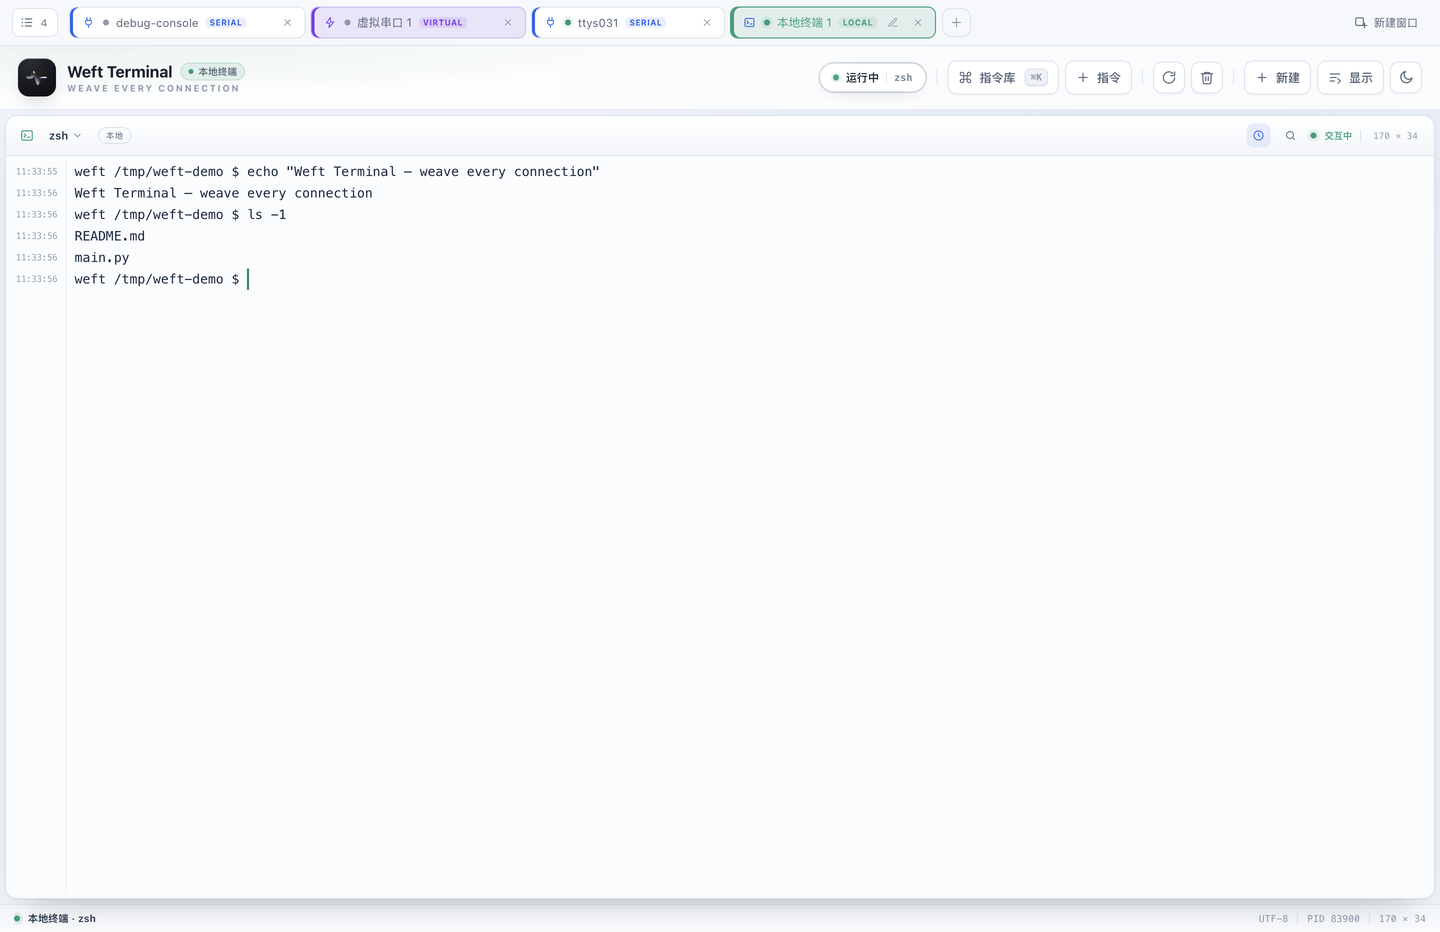 4 debug-console SERIAL 虚拟串口 1 VIRTUAL ttys031 SERIAL 本地终端 1 LOCAL 新建窗口
Weft Terminal 本地终端
WEAVE EVERY CONNECTION
运行中 zsh 指令库 ⌘K 指令 新建 显示
zsh 本地 交互中 170 × 34
11:33:55 weft /tmp/weft-demo $ echo "Weft Terminal — weave every connection"
11:33:56 Weft Terminal — weave every connection
11:33:56 weft /tmp/weft-demo $ ls -1
11:33:56 README.md
11:33:56 main.py
11:33:56 weft /tmp/weft-demo $
本地终端 · zsh UTF-8 PID 83900 170 × 34